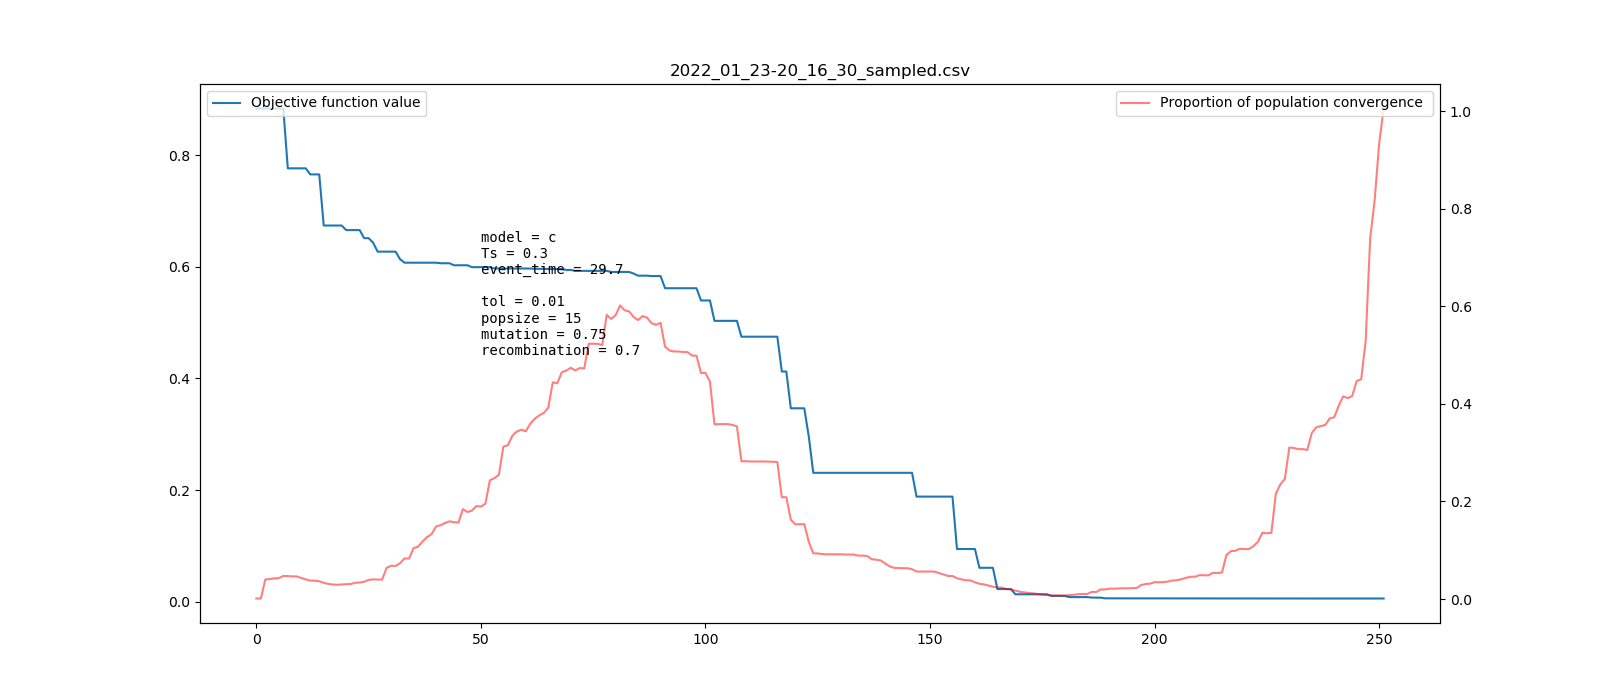 2022_01_23-20_16_30_sampled.csv
Objective function value
Proportion of population convergence
model = c
Ts = 0.3
event_time = 29.7
tol = 0.01
popsize = 15
mutation = 0.75
recombination = 0.7
0.8
0.6
0.4
0.2
0.0
1.0
0.8
0.6
0.4
0.2
0.0
0
50
100
150
200
250